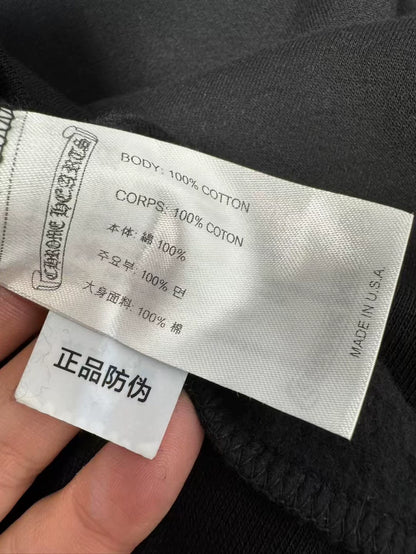 CHROME HEARTS
BODY: 100% COTTON
CORPS: 100% COTON
本体: 綿 100%
주요부: 100% 면
大身面料: 100% 棉
MADE IN U.S.A.
正品防伪